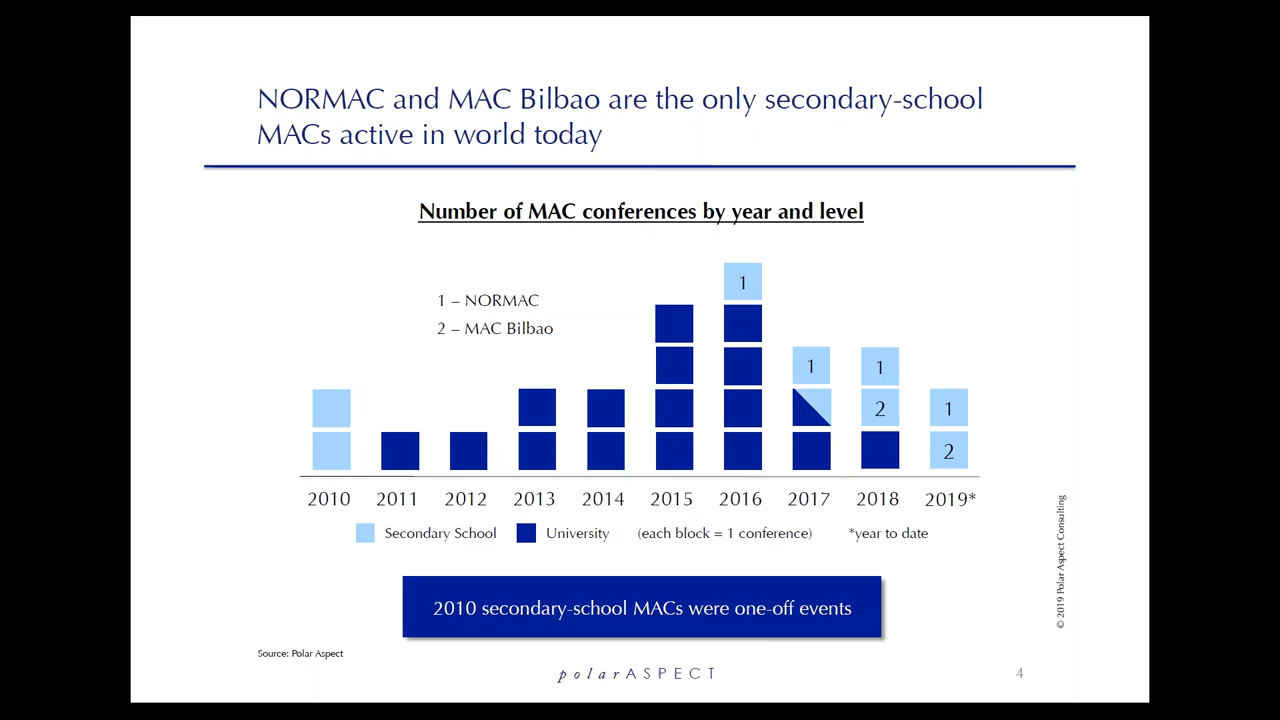 NORMAC and MAC Bilbao are the only secondary-school
MACs active in world today
Number of MAC conferences by year and level
1 – NORMAC
2 – MAC Bilbao
1
1
1
2
1
2
2010 2011 2012 2013 2014 2015 2016 2017 2018 2019*
Secondary School University (each block = 1 conference) *year to date
© 2019 Polar Aspect Consulting
2010 secondary-school MACs were one-off events
Source: Polar Aspect
polarASPECT
4